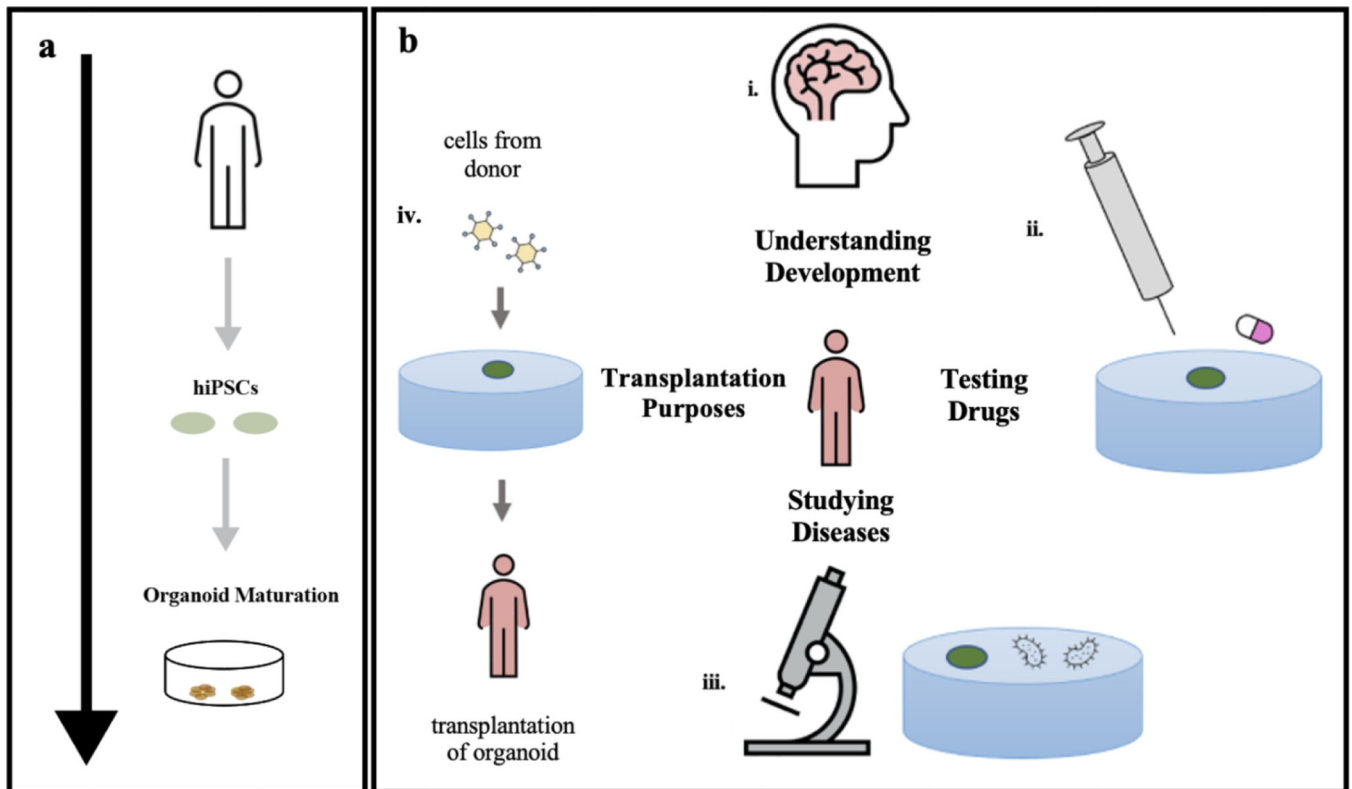 a
hiPSCs
Organoid Maturation
b
i.
Understanding
Development
ii.
Testing
Drugs
Studying
Diseases
iii.
iv.
cells from
donor
Transplantation
Purposes
transplantation
of organoid